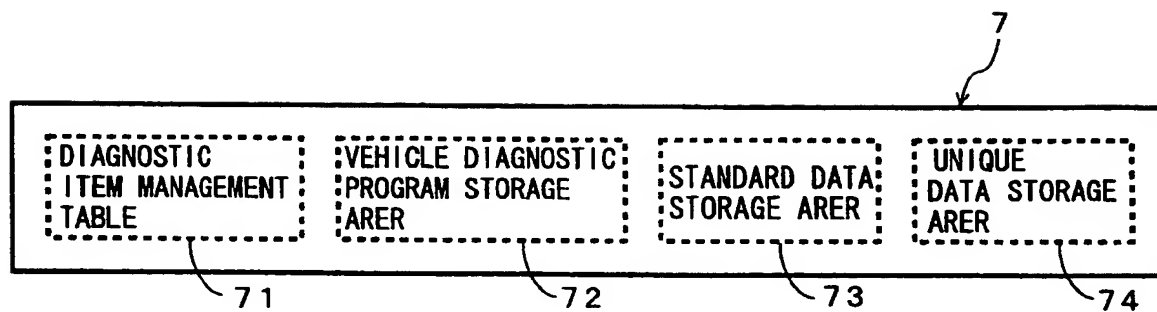 7
DIAGNOSTIC
ITEM MANAGEMENT
TABLE
VEHICLE DIAGNOSTIC
PROGRAM STORAGE
ARER
STANDARD DATA
STORAGE ARER
UNIQUE
DATA STORAGE
ARER
71
72
73
74